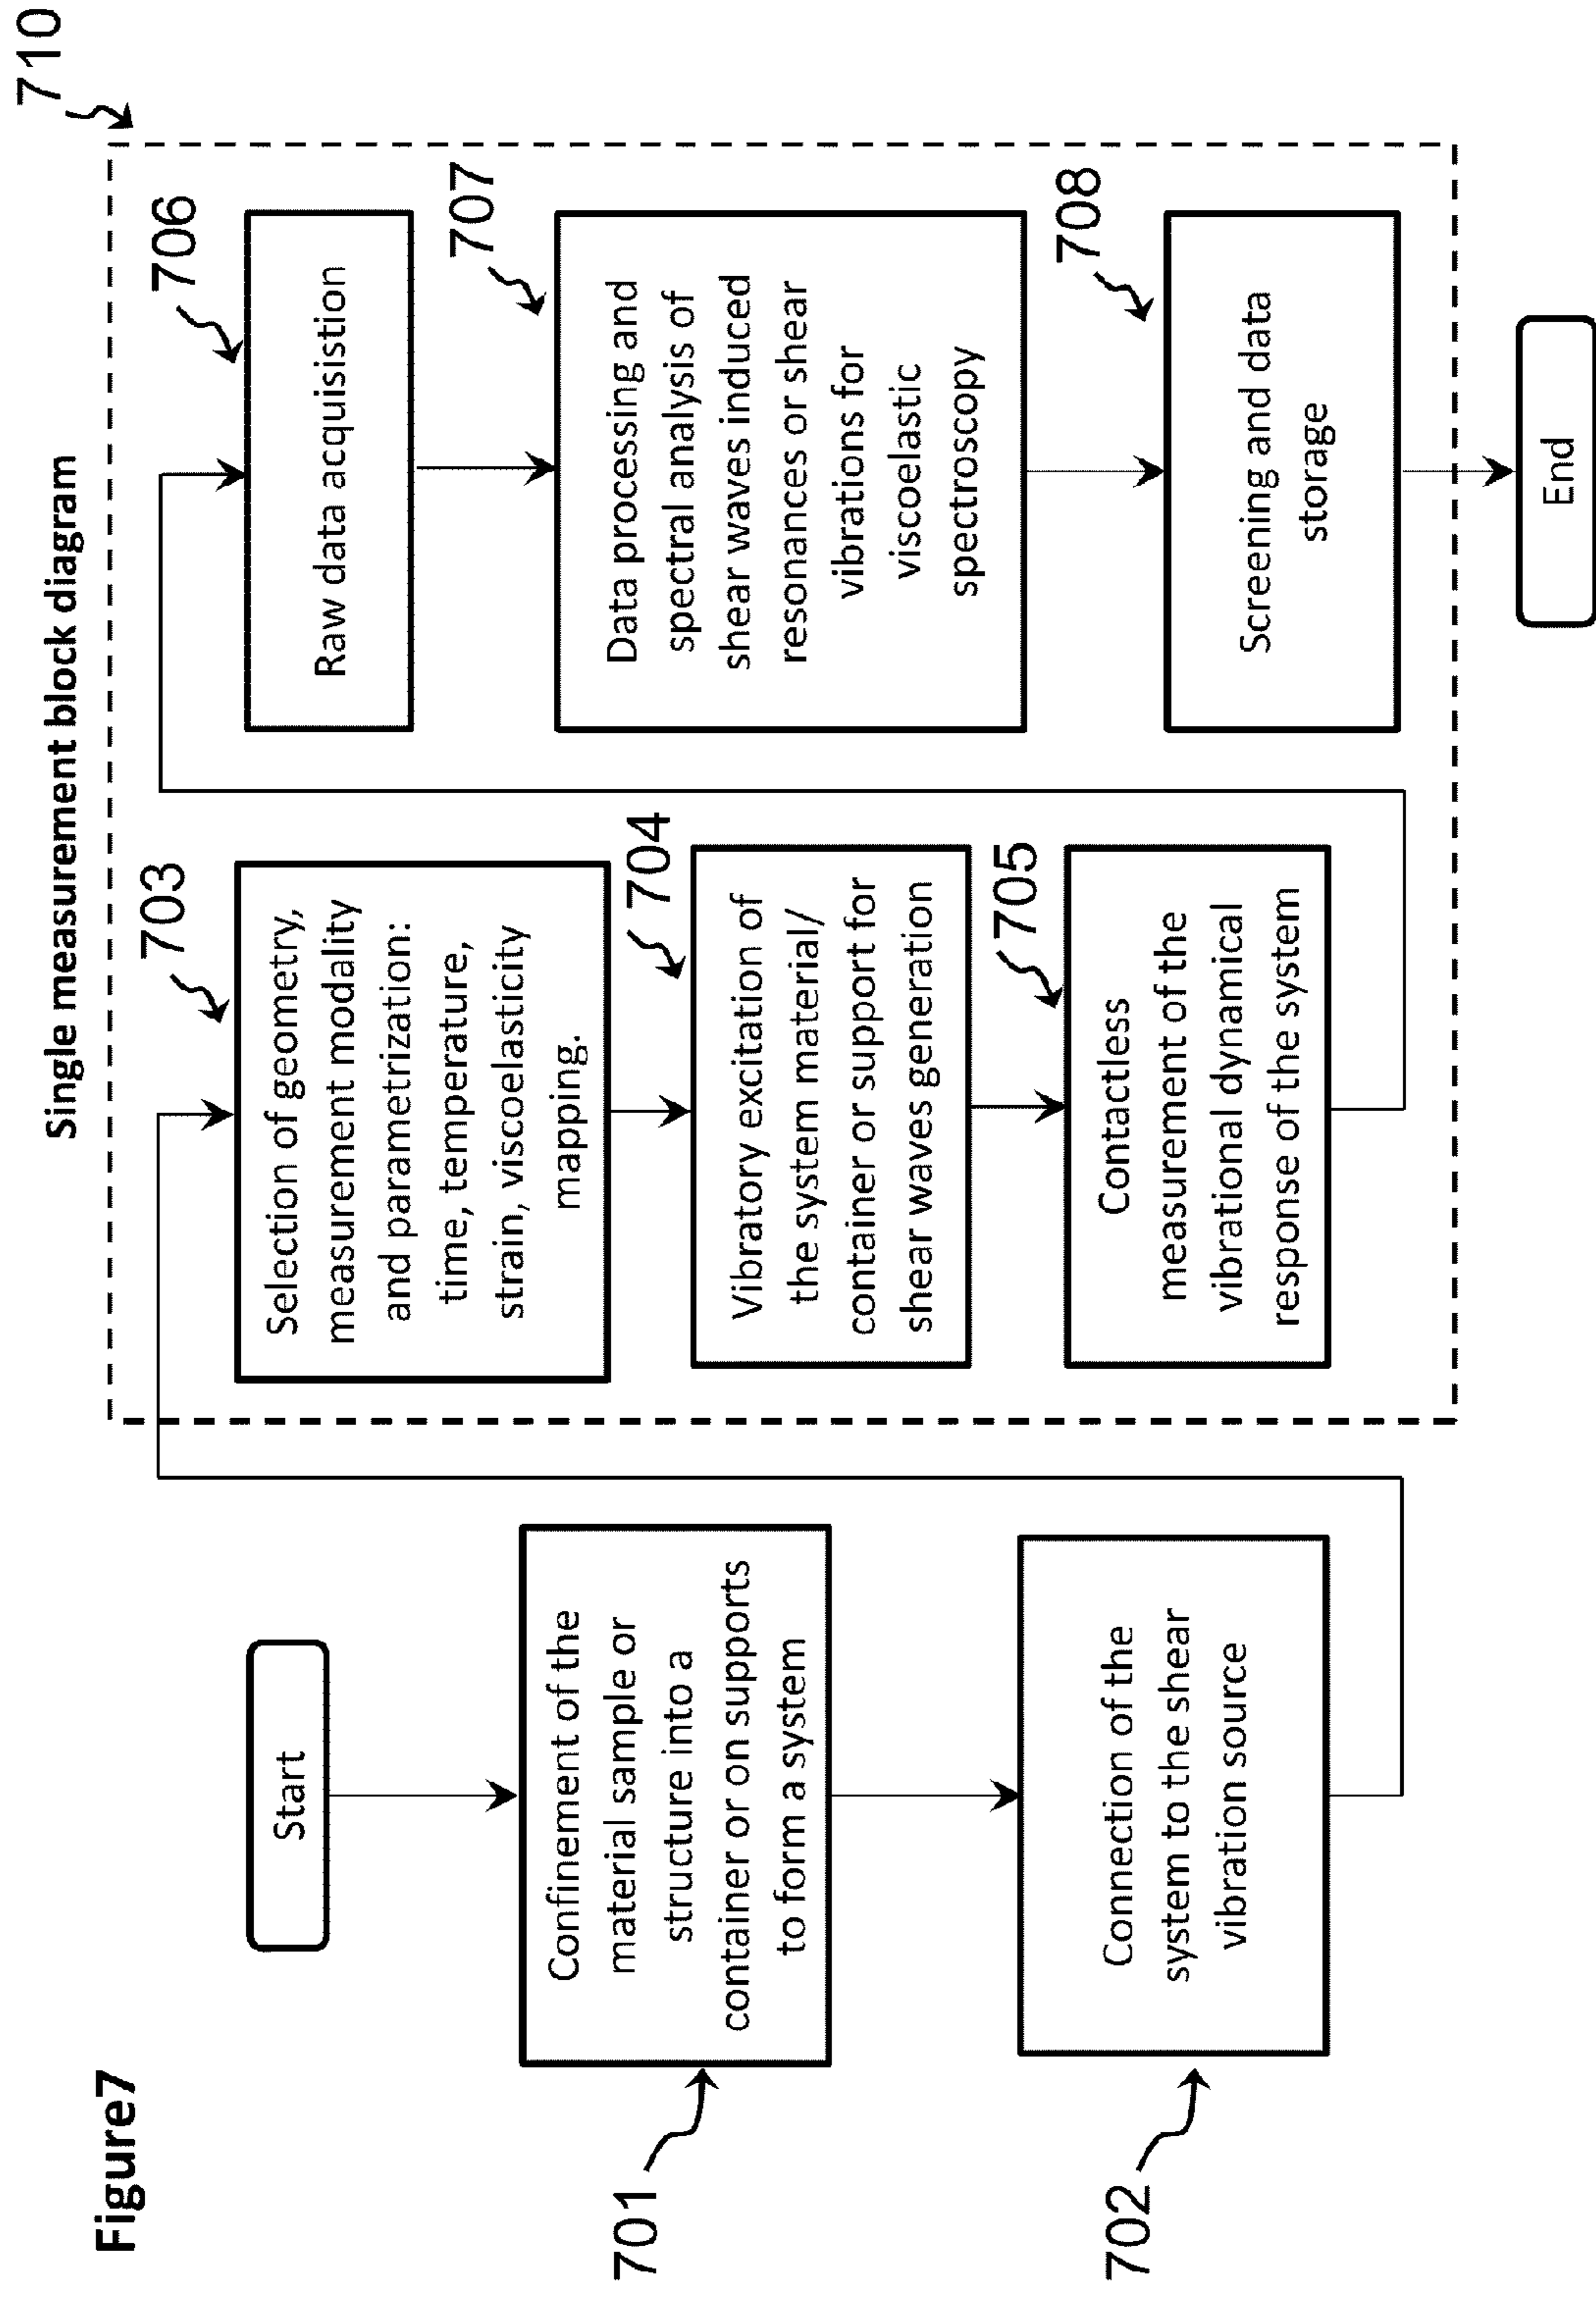 Figure7
Single measurement block diagram
710
Start
Confinement of the
material sample or
structure into a
container or on supports
to form a system
701
Connection of the
system to the shear
vibration source
702
703
Selection of geometry,
measurement modality
and parametrization:
time, temperature,
strain, viscoelasticity
mapping.
704
Vibratory excitation of
the system material/
container or support for
shear waves generation
705
Contactless
measurement of the
vibrational dynamical
response of the system
706
Raw data acquisistion
707
Data processing and
spectral analysis of
shear waves induced
resonances or shear
vibrations for
viscoelastic
spectroscopy
708
Screening and data
storage
End